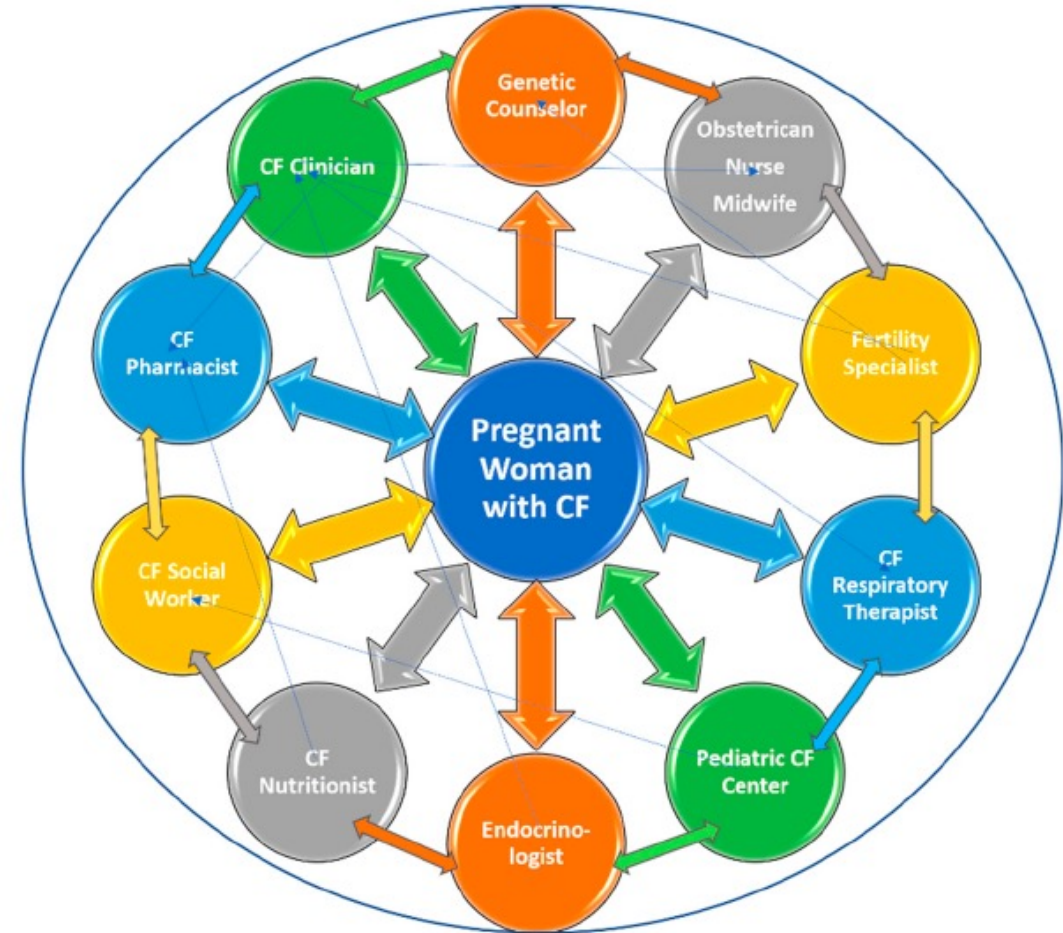 Genetic
Counselor
Obstetrican
Nurse
Midwife
CF Clinician
CF
Pharmacist
Fertility
Specialist
Pregnant
Woman
with CF
CF Social
Worker
CF
Respiratory
Therapist
CF
Nutritionist
Pediatric CF
Center
Endocrino-
logist